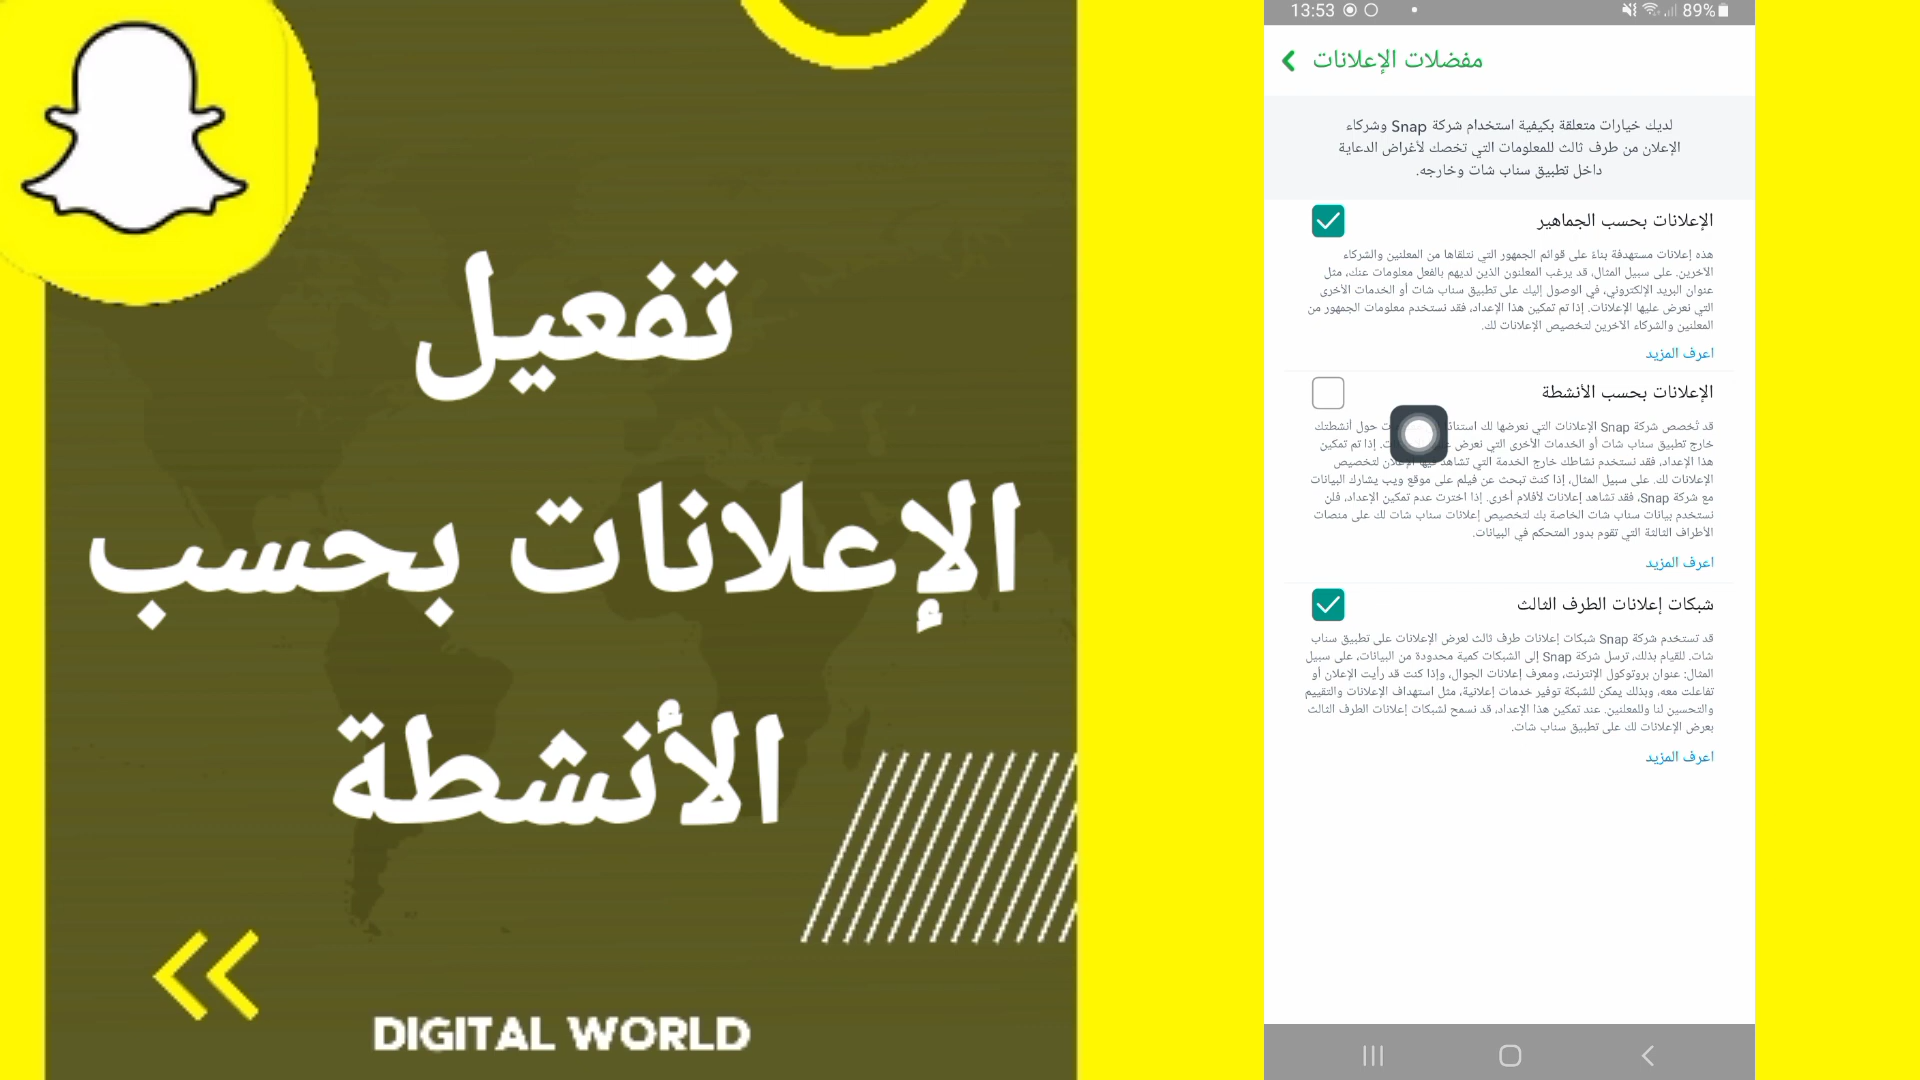 تفعيل
الإعلانات بحسب
الأنشطة
DIGITAL WORLD
13:53
89%
مفضلات الإعلانات
لديك خيارات متعلقة بكيفية استخدام شركة Snap وشركاء
الإعلان من طرف ثالث للمعلومات التي تخصك لأغراض الدعاية
داخل تطبيق سناب شات وخارجه.
الإعلانات بحسب الجماهير
هذه إعلانات مستهدفة بناءً على قوائم الجمهور التي نتلقاها من المعلنين والشركاء
الآخرين. على سبيل المثال، قد يرغب المعلنون الذين لديهم بالفعل معلومات عنك، مثل
عنوان البريد الإلكتروني، في الوصول إليك على تطبيق سناب شات أو الخدمات الأخرى
التي نعرض عليها الإعلانات. إذا تم تمكين هذا الإعداد، فقد نستخدم معلومات الجمهور من
المعلنين والشركاء الآخرين لتخصيص الإعلانات لك.
اعرف المزيد
الإعلانات بحسب الأنشطة
قد تُخصص شركة Snap الإعلانات التي نعرضها لك حول أنشطتك
خارج تطبيق سناب شات أو الخدمات الأخرى التي نعرض إذا تم تمكين
هذا الإعداد، فقد نستخدم نشاطك خارج الخدمة التي تشاهد فيها الإعلان لتخصيص
الإعلانات لك. على سبيل المثال، إذا كنت تبحث عن فيلم على موقع ويب يشارك البيانات
مع شركة Snap، فقد تشاهد إعلانات لأفلام أخرى. إذا اخترت عدم تمكين الإعداد، فلن
نستخدم بيانات سناب شات الخاصة بك لتخصيص إعلانات سناب شات لك على منصات
الأطراف الثالثة التي تقوم بدور المتحكم في البيانات.
اعرف المزيد
شبكات إعلانات الطرف الثالث
قد تستخدم شركة Snap شبكات إعلانات طرف ثالث لعرض الإعلانات على تطبيق سناب
شات. للقيام بذلك، ترسل شركة Snap إلى الشبكات كمية محدودة من البيانات، على سبيل
المثال: عنوان بروتوكول الإنترنت، ومعرف إعلانات الجوال، وإذا كنت قد رأيت الإعلان أو
تفاعلت معه، وبذلك يمكن للشبكة توفير خدمات إعلانية، مثل استهداف الإعلانات والتقييم
والتحسين لنا وللمعلنين. عند تمكين هذا الإعداد، قد نسمح لشبكات إعلانات الطرف الثالث
بعرض الإعلانات لك على تطبيق سناب شات.
اعرف المزيد